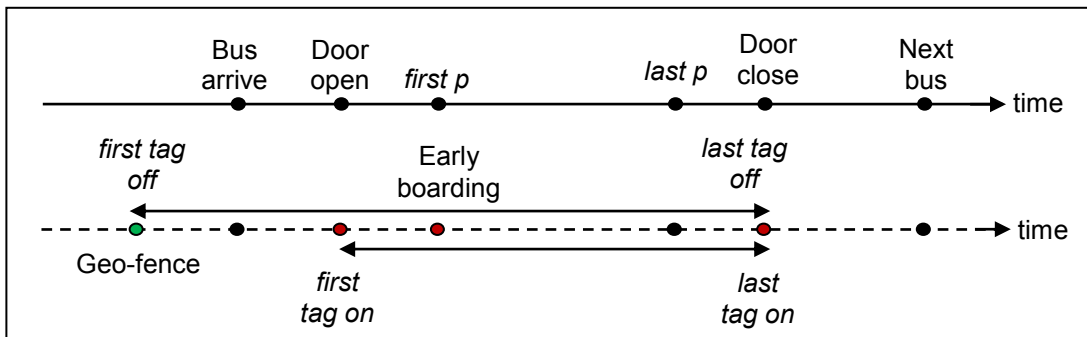 Bus
arrive
Door
open
first p
last p
Door
close
Next
bus
time
first tag
off
Early
boarding
last tag
off
time
Geo-fence
first
tag on
last
tag on